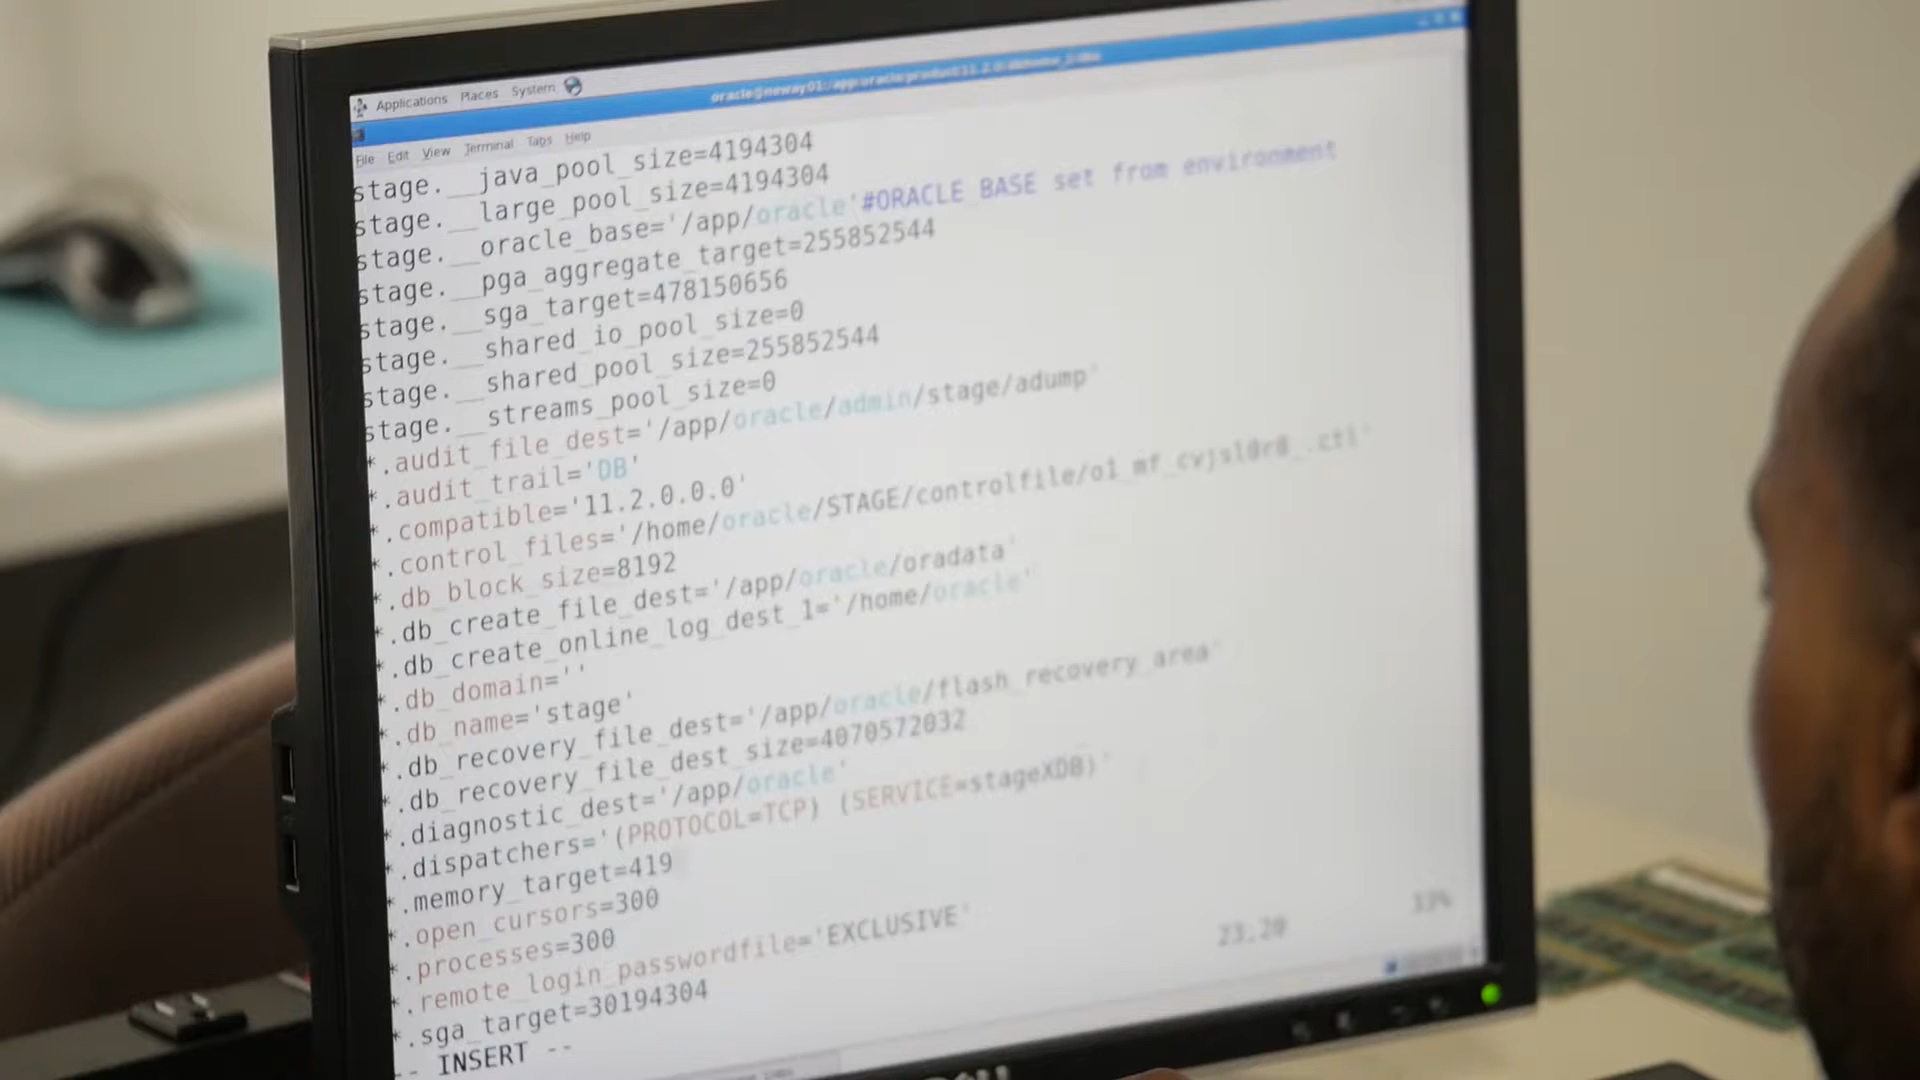 Applications Places System
File Edit View Terminal Tabs Help
stage.__java_pool_size=4194304
stage.__large_pool_size=4194304
stage.__oracle_base='/app/oracle'#ORACLE_BASE set from environment
stage.__pga_aggregate_target=255852544
stage.__sga_target=478150656
stage.__shared_io_pool_size=0
stage.__shared_pool_size=255852544
stage.__streams_pool_size=0
*.audit_file_dest='/app/oracle/admin/stage/adump'
*.audit_trail='DB'
*.compatible='11.2.0.0.0'
*.control_files='/home/oracle/STAGE/controlfile/o1_mf_cvjsl0r0_.ctl'
*.db_block_size=8192
*.db_create_file_dest='/app/oracle/oradata'
*.db_create_online_log_dest_1='/home/oracle'
*.db_domain=''
*.db_name='stage'
*.db_recovery_file_dest='/app/oracle/flash_recovery_area'
*.db_recovery_file_dest_size=4070572032
*.diagnostic_dest='/app/oracle'
*.dispatchers='(PROTOCOL=TCP) (SERVICE=stageXDB)'
*.memory_target=419
*.open_cursors=300
*.processes=300
*.remote_login_passwordfile='EXCLUSIVE'
*.sga_target=30194304
-- INSERT -- 23,20 33%